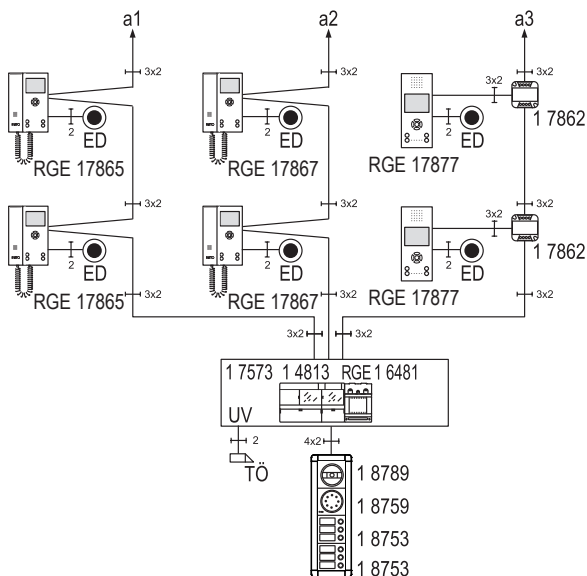 a1 a2 a3
3x2 3x2 3x2
3x2
1 7862
2 ED 2 ED 2 ED
RGE 17865 RGE 17867 RGE 17877
3x2 3x2 3x2
3x2
1 7862
2 ED 2 ED 2 ED
RGE 17865 RGE 17867 RGE 17877
3x2 3x2 3x2
3x2 3x2
1 7573 1 4813 RGE 1 6481
UV
2 4x2
TÖ
1 8789
1 8759
1 8753
1 8753